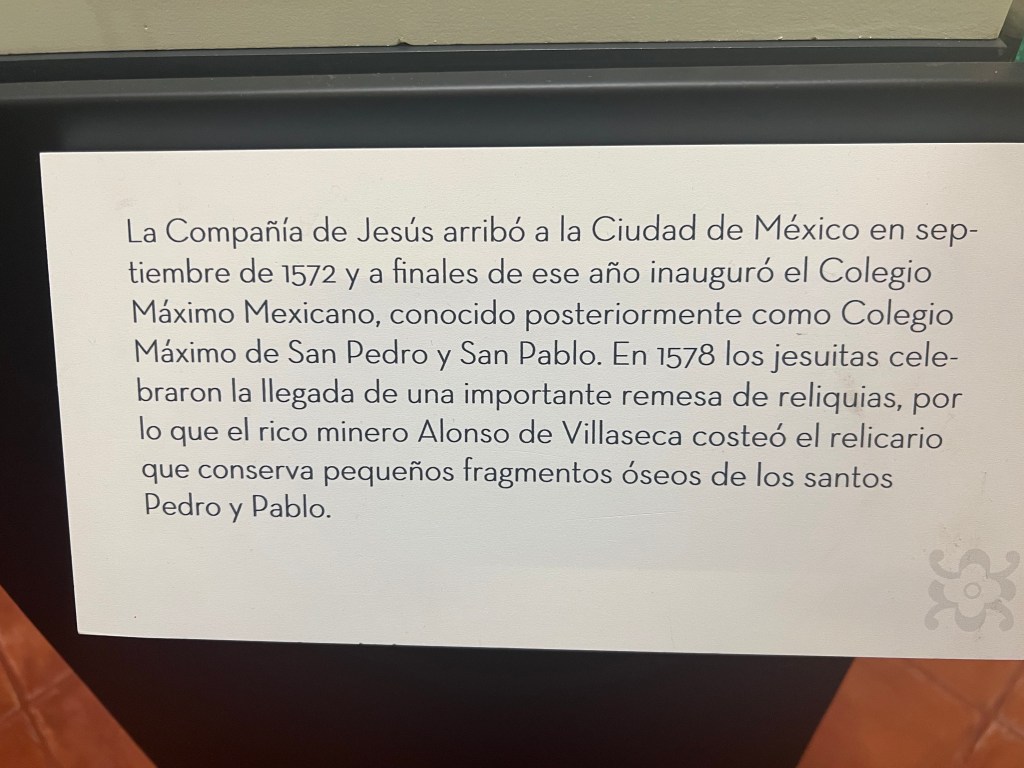 La Compañía de Jesús arribó a la Ciudad de México en sep-
tiembre de 1572 y a finales de ese año inauguró el Colegio
Máximo Mexicano, conocido posteriormente como Colegio
Máximo de San Pedro y San Pablo. En 1578 los jesuitas cele-
braron la llegada de una importante remesa de reliquias, por
lo que el rico minero Alonso de Villaseca costeó el relicario
que conserva pequeños fragmentos óseos de los santos
Pedro y Pablo.